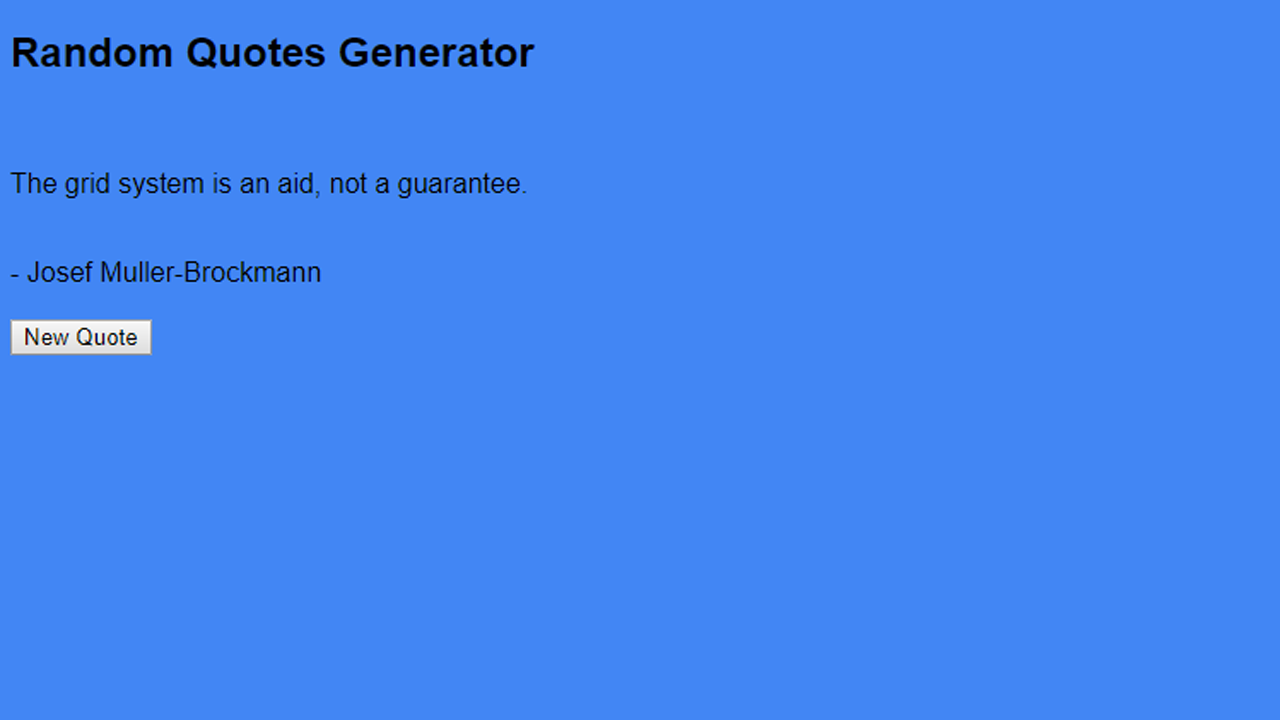 Random Quotes Generator
The grid system is an aid, not a guarantee.
- Josef Muller-Brockmann
New Quote